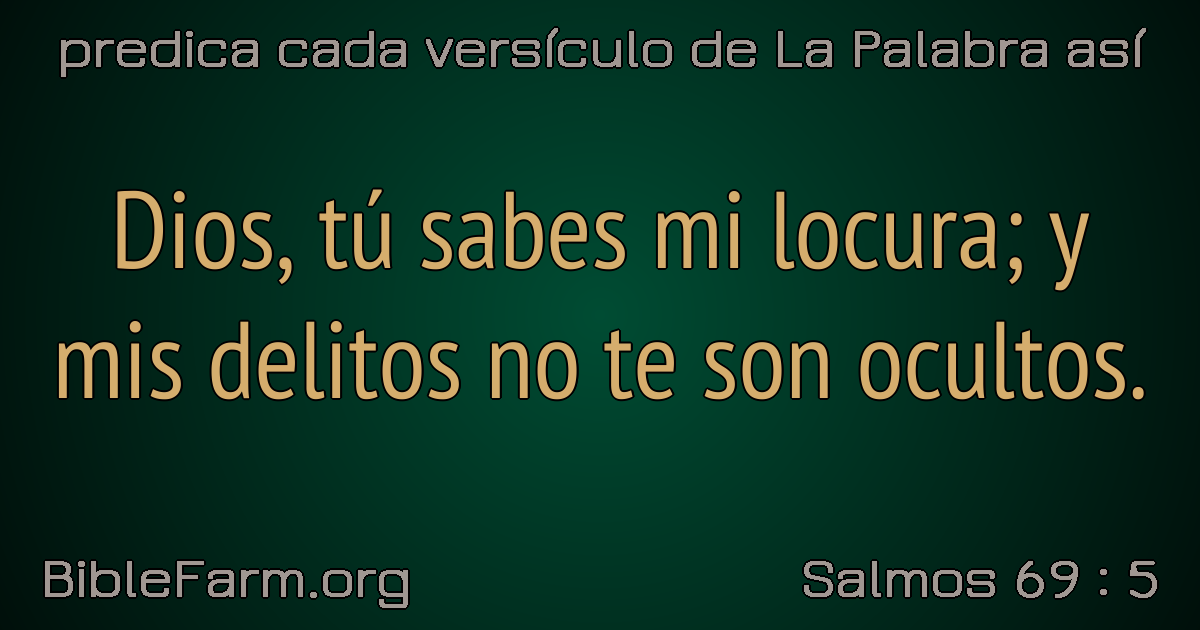 predica cada versículo de La Palabra así
Dios, tú sabes mi locura; y
mis delitos no te son ocultos.
BibleFarm.org
Salmos 69 : 5